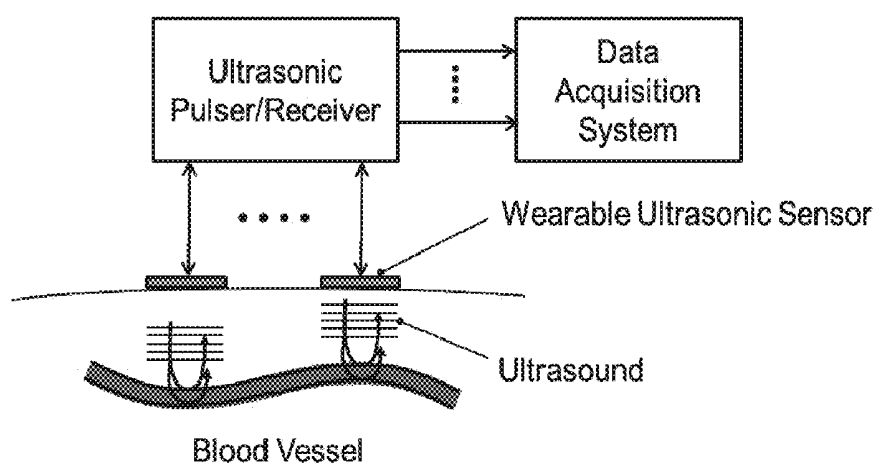 Ultrasonic
Pulser/Receiver
Data
Acquisition
System
Wearable Ultrasonic Sensor
Ultrasound
Blood Vessel